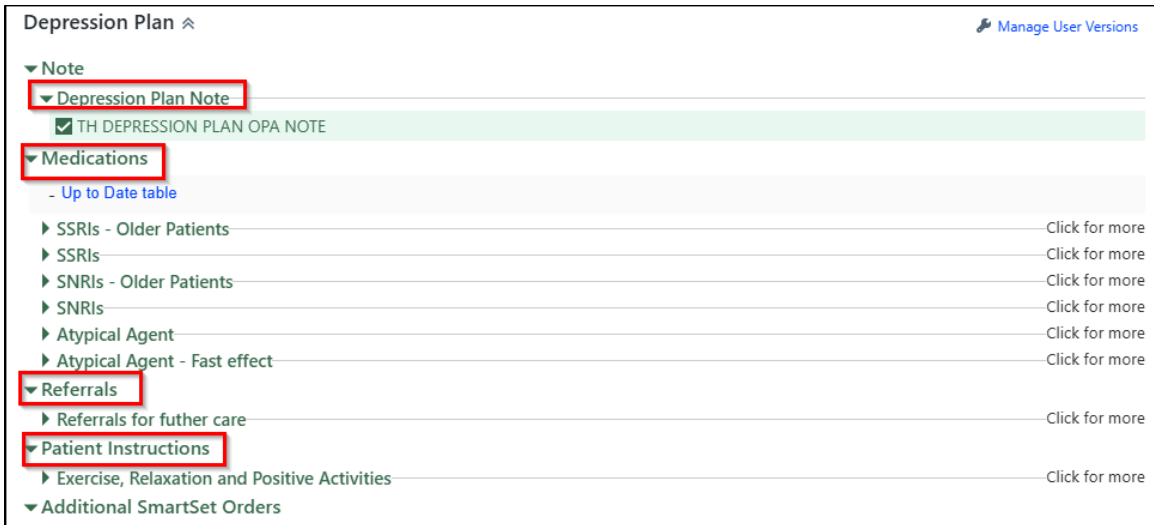 Depression Plan
Manage User Versions
Note
Depression Plan Note
TH DEPRESSION PLAN OPA NOTE
Medications
- Up to Date table
SSRIs - Older Patients Click for more
SSRIs Click for more
SNRIs - Older Patients Click for more
SNRIs Click for more
Atypical Agent Click for more
Atypical Agent - Fast effect Click for more
Referrals
Referrals for futher care Click for more
Patient Instructions
Exercise, Relaxation and Positive Activities Click for more
Additional SmartSet Orders